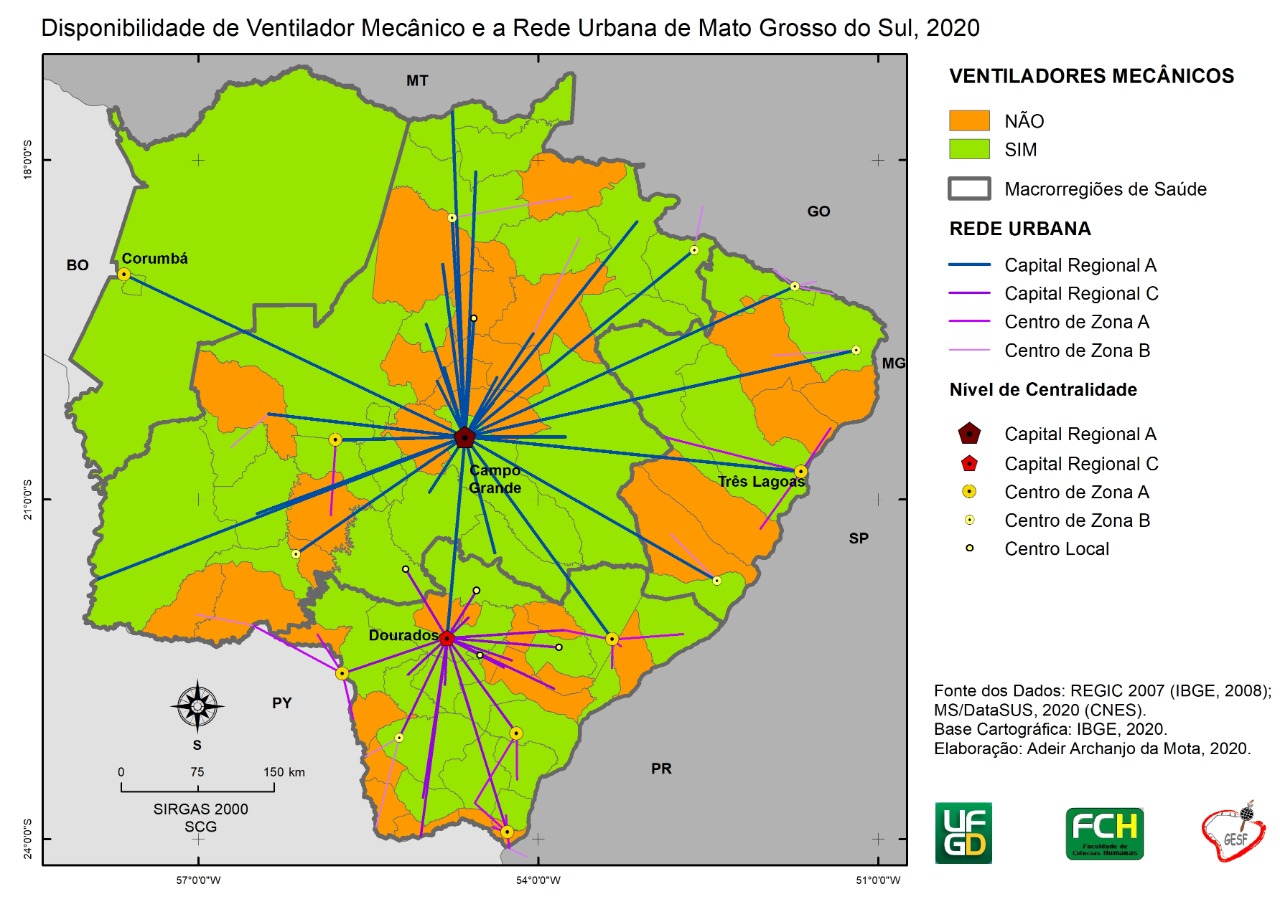 Disponibilidade de Ventilador Mecânico e a Rede Urbana de Mato Grosso do Sul, 2020
MT
GO
BO
Corumbá
MG
Campo
Grande
Três Lagoas
SP
Dourados
PY
PR
S
0 75 150 km
SIRGAS 2000
SCG
18°0'0"S
21°0'0"S
24°0'0"S
57°0'0"W
54°0'0"W
51°0'0"W
VENTILADORES MECÂNICOS
NÃO
SIM
Macrorregiões de Saúde
REDE URBANA
Capital Regional A
Capital Regional C
Centro de Zona A
Centro de Zona B
Nível de Centralidade
Capital Regional A
Capital Regional C
Centro de Zona A
Centro de Zona B
Centro Local
Fonte dos Dados: REGIC 2007 (IBGE, 2008);
MS/DataSUS, 2020 (CNES).
Base Cartográfica: IBGE, 2020.
Elaboração: Adeir Archanjo da Mota, 2020.
UF
GD
FCH
Faculdade de
Ciências Humanas
GESF